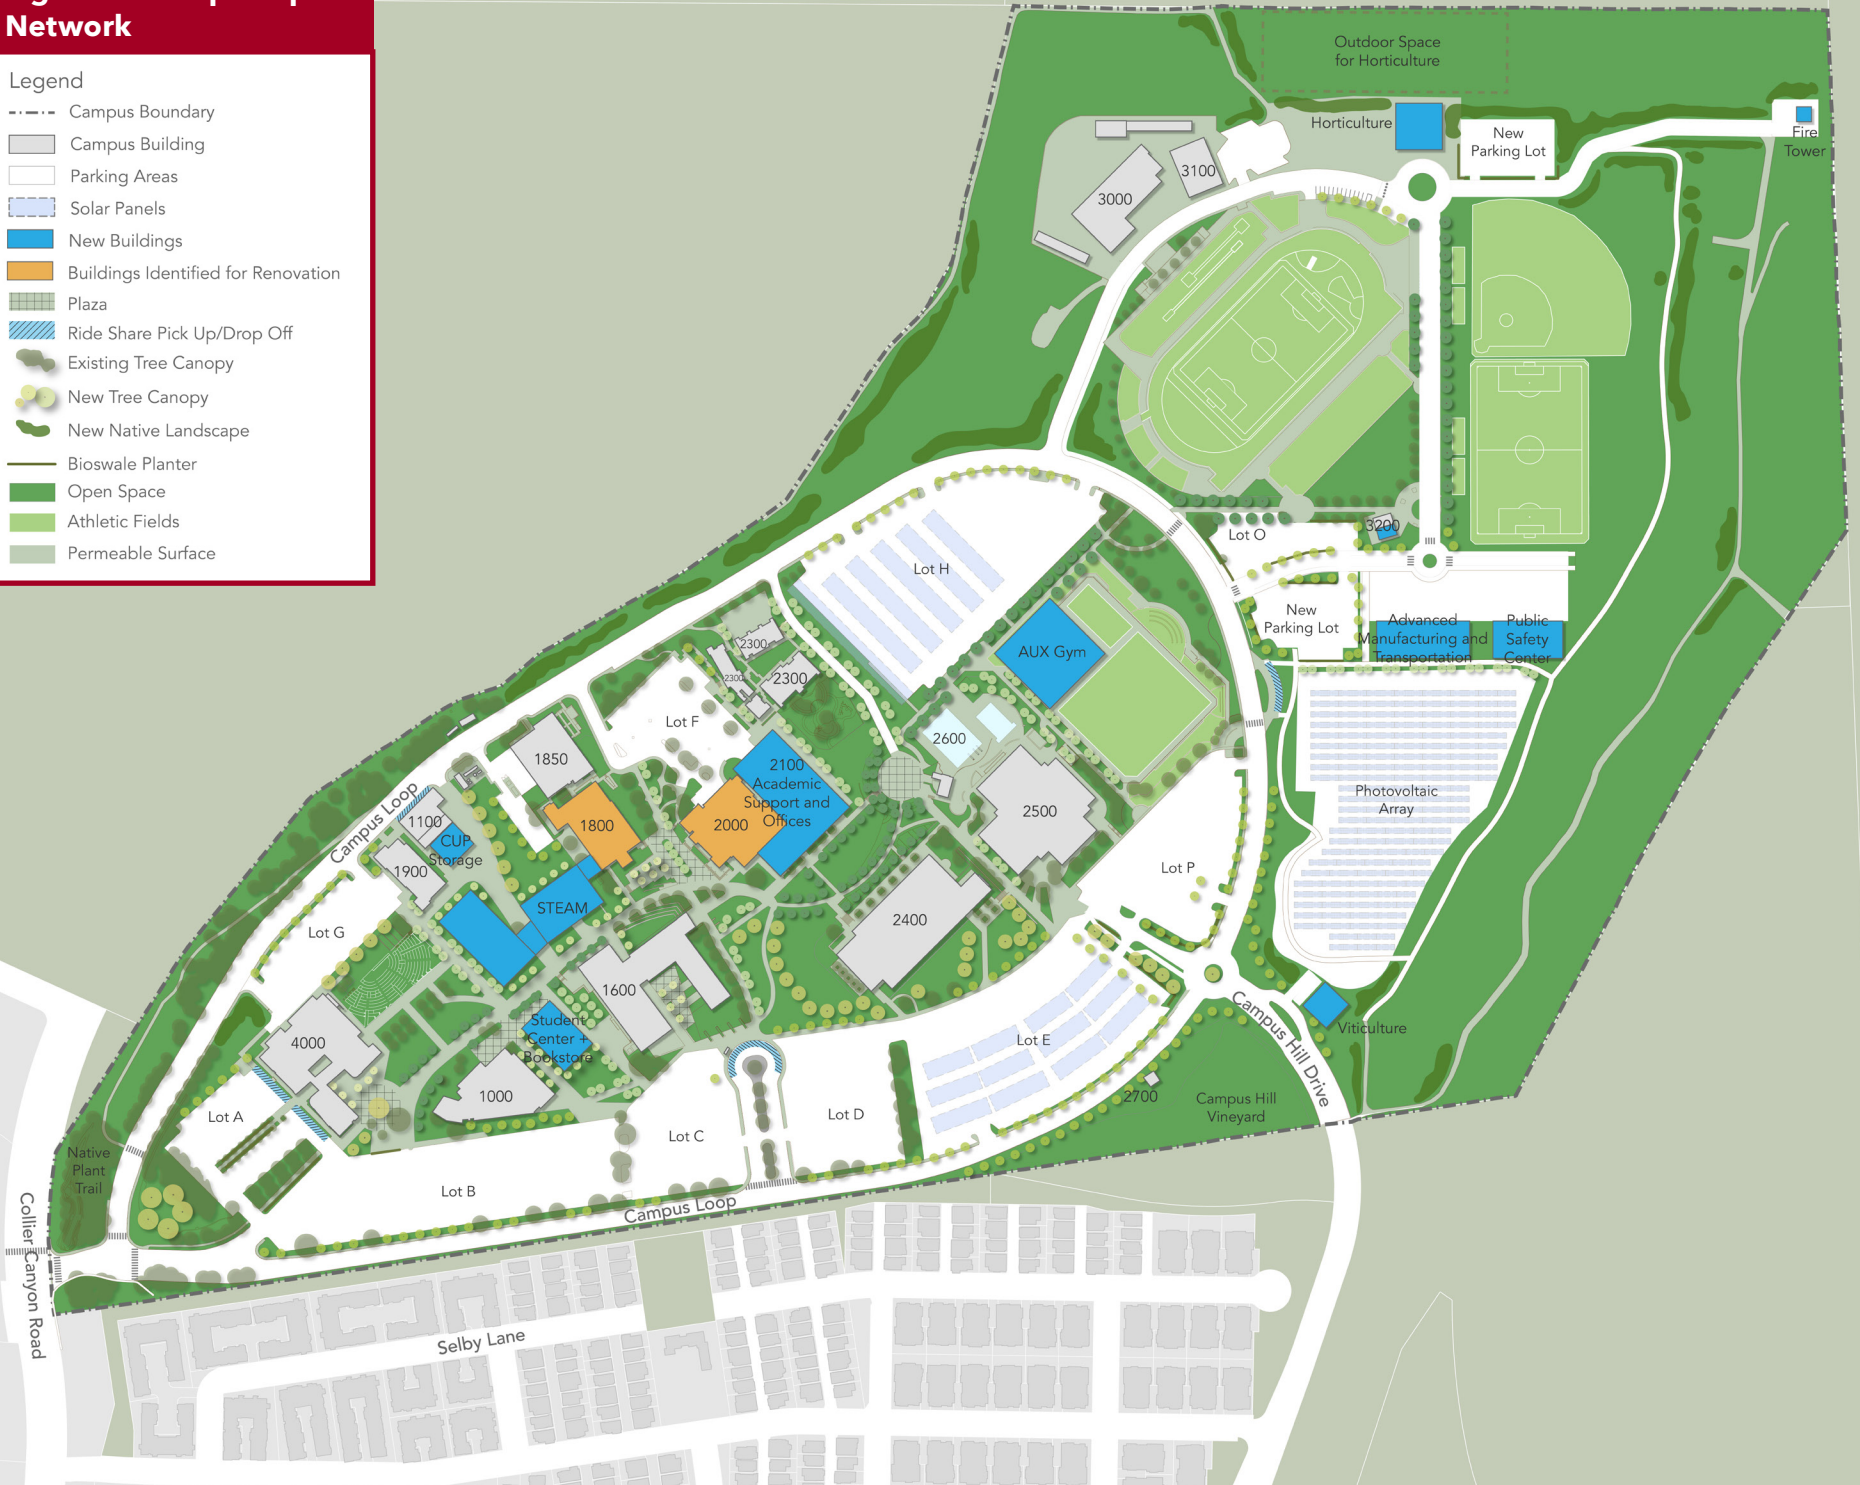 Network
Legend
Campus Boundary
Campus Building
Parking Areas
Solar Panels
New Buildings
Buildings Identified for Renovation
Plaza
Ride Share Pick Up/Drop Off
Existing Tree Canopy
New Tree Canopy
New Native Landscape
Bioswale Planter
Open Space
Athletic Fields
Permeable Surface
Outdoor Space
for Horticulture
Horticulture
New
Parking Lot
Fire
Tower
3100
3000
3200
Lot O
Lot H
New
Parking Lot
Advanced
Manufacturing and
Transportation
Public
Safety
Center
AUX Gym
2300
2300
2300
Lot F
2600
1850
2100
Academic
Support and
Offices
Photovoltaic
Array
2500
1800
2000
1100
CUP
Storage
Campus Loop
1900
Lot P
STEAM
2400
Lot G
1600
Student
Center +
Bookstore
4000
Lot E
Campus Hill Drive
Viticulture
1000
2700
Campus Hill
Vineyard
Lot A
Lot D
Lot C
Native
Plant
Trail
Lot B
Campus Loop
Collier Canyon Road
Selby Lane